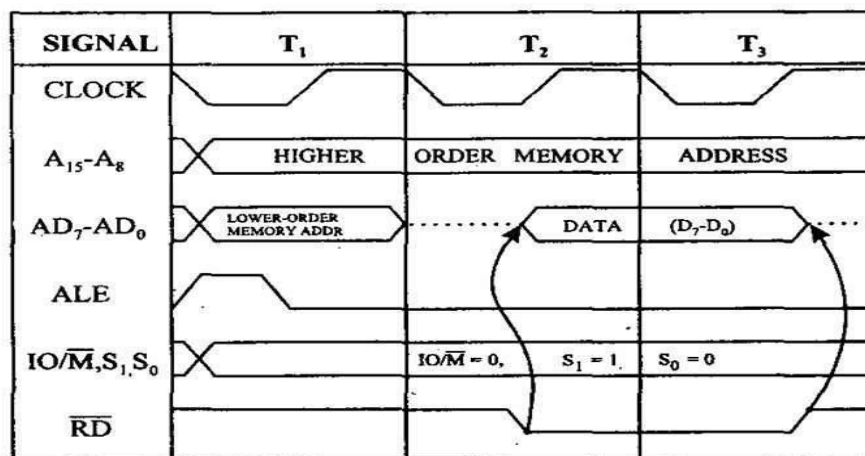 SIGNAL T₁ T₂ T₃
CLOCK
A₁₅-A₈ HIGHER ORDER MEMORY ADDRESS
AD₇-AD₀ LOWER-ORDER MEMORY ADDR DATA (D₇-D₀)
ALE
IO/M̅,S₁,S₀ IO/M̅ = 0, S₁ = 1, S₀ = 0
R̅D̅